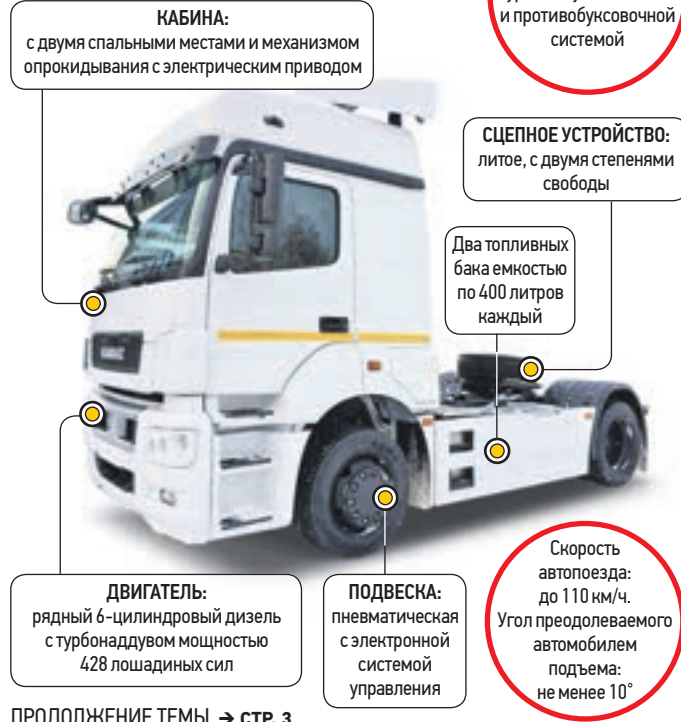 КАБИНА:
с двумя спальными местами и механизмом
опрокидывания с электрическим приводом
и противобуксовочной
системой
СЦЕПНОЕ УСТРОЙСТВО:
литое, с двумя степенями
свободы
Два топливных
бака емкостью
по 400 литров
каждый
ДВИГАТЕЛЬ:
рядный 6-цилиндровый дизель
с турбонаддувом мощностью
428 лошадиных сил
ПОДВЕСКА:
пневматическая
с электронной
системой
управления
Скорость
автопоезда:
до 110 км/ч.
Угол преодолеваемого
автомобилем
подъема:
не менее 10°
ПРОДОЛЖЕНИЕ ТЕМЫ → СТР. 3